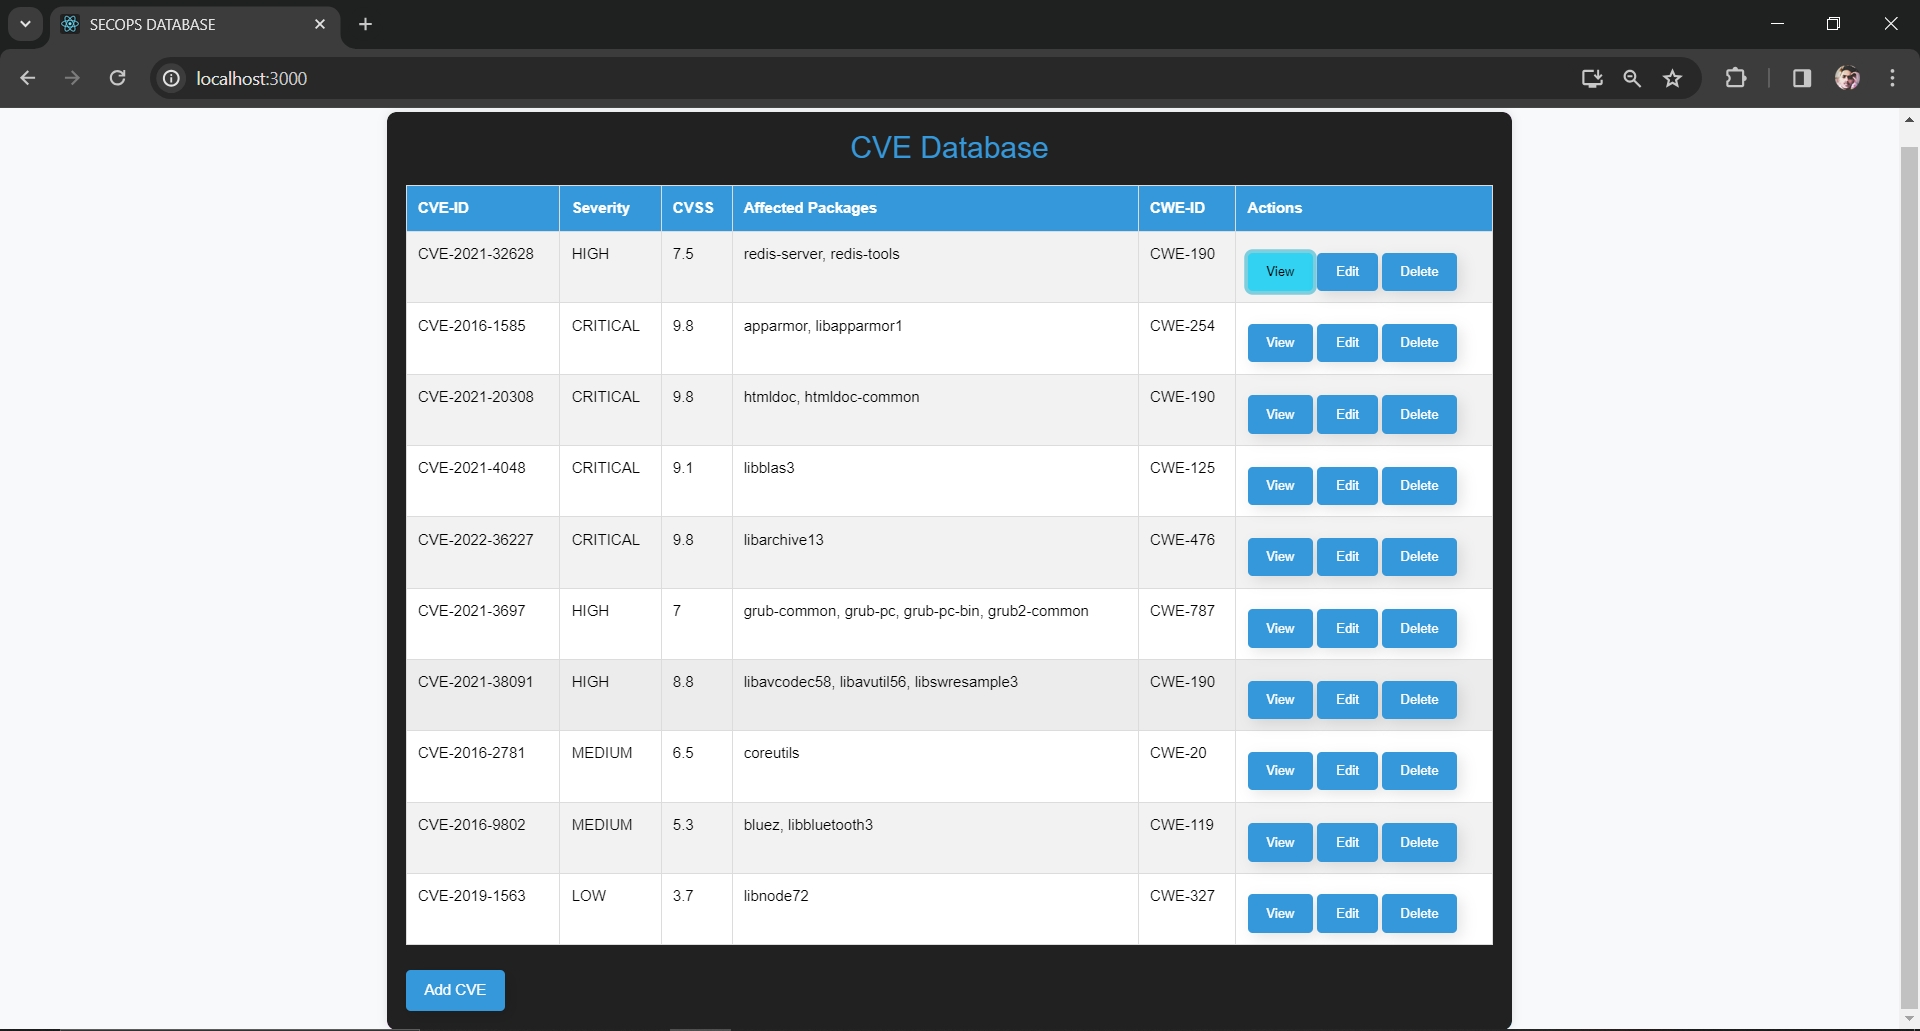 SECOPS DATABASE
localhost:3000
CVE Database
CVE-ID Severity CVSS Affected Packages CWE-ID Actions
CVE-2021-32628 HIGH 7.5 redis-server, redis-tools CWE-190 View Edit Delete
CVE-2016-1585 CRITICAL 9.8 apparmor, libapparmor1 CWE-254 View Edit Delete
CVE-2021-20308 CRITICAL 9.8 htmldoc, htmldoc-common CWE-190 View Edit Delete
CVE-2021-4048 CRITICAL 9.1 libblas3 CWE-125 View Edit Delete
CVE-2022-36227 CRITICAL 9.8 libarchive13 CWE-476 View Edit Delete
CVE-2021-3697 HIGH 7 grub-common, grub-pc, grub-pc-bin, grub2-common CWE-787 View Edit Delete
CVE-2021-38091 HIGH 8.8 libavcodec58, libavutil56, libswresample3 CWE-190 View Edit Delete
CVE-2016-2781 MEDIUM 6.5 coreutils CWE-20 View Edit Delete
CVE-2016-9802 MEDIUM 5.3 bluez, libbluetooth3 CWE-119 View Edit Delete
CVE-2019-1563 LOW 3.7 libnode72 CWE-327 View Edit Delete
Add CVE